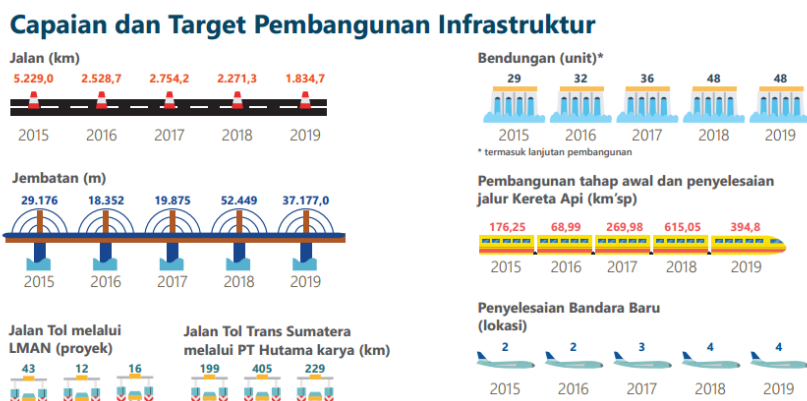 Capaian dan Target Pembangunan Infrastruktur
Jalan (km)
5.229,0 2.528,7 2.754,2 2.271,3 1.834,7
2015 2016 2017 2018 2019
Jembatan (m)
29.176 18.352 19.875 52.449 37.177,0
2015 2016 2017 2018 2019
Jalan Tol melalui
LMAN (proyek)
43 12 16
Jalan Tol Trans Sumatera
melalui PT Hutama karya (km)
199 405 229
Bendungan (unit)*
29 32 36 48 48
2015 2016 2017 2018 2019
* termasuk lanjutan pembangunan
Pembangunan tahap awal dan penyelesaian
jalur Kereta Api (km’sp)
176,25 68,99 269,98 615,05 394,8
2015 2016 2017 2018 2019
Penyelesaian Bandara Baru
(lokasi)
2 2 3 4 4
2015 2016 2017 2018 2019